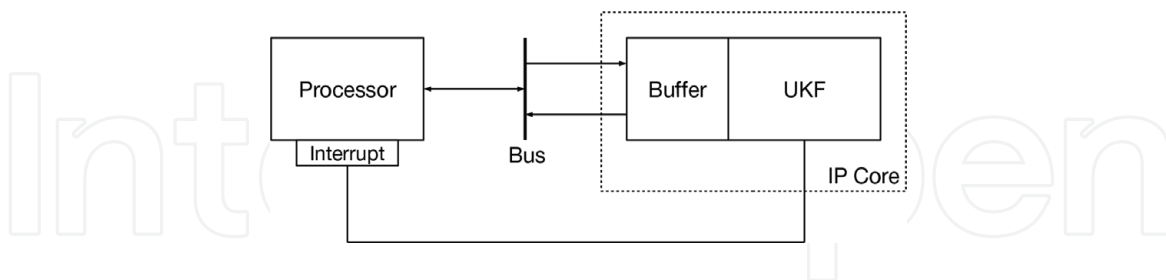 Processor
Buffer
UKF
Interrupt
Bus
IP Core